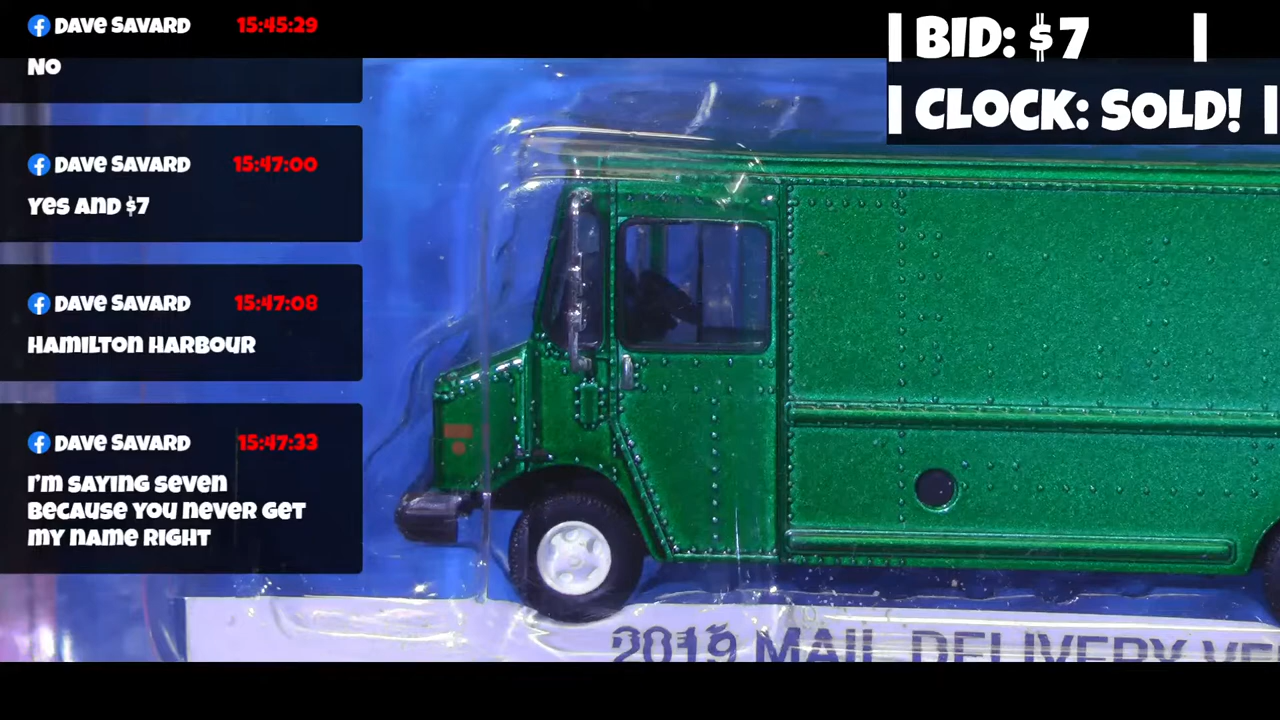 Dave Savard 15:45:29
No
Dave Savard 15:47:00
Yes and $7
Dave Savard 15:47:08
Hamilton Harbour
Dave Savard 15:47:33
I'm saying seven
because you never get
my name right
| BID: $7 |
| CLOCK: SOLD! |
2019 MAIL DELIVERY